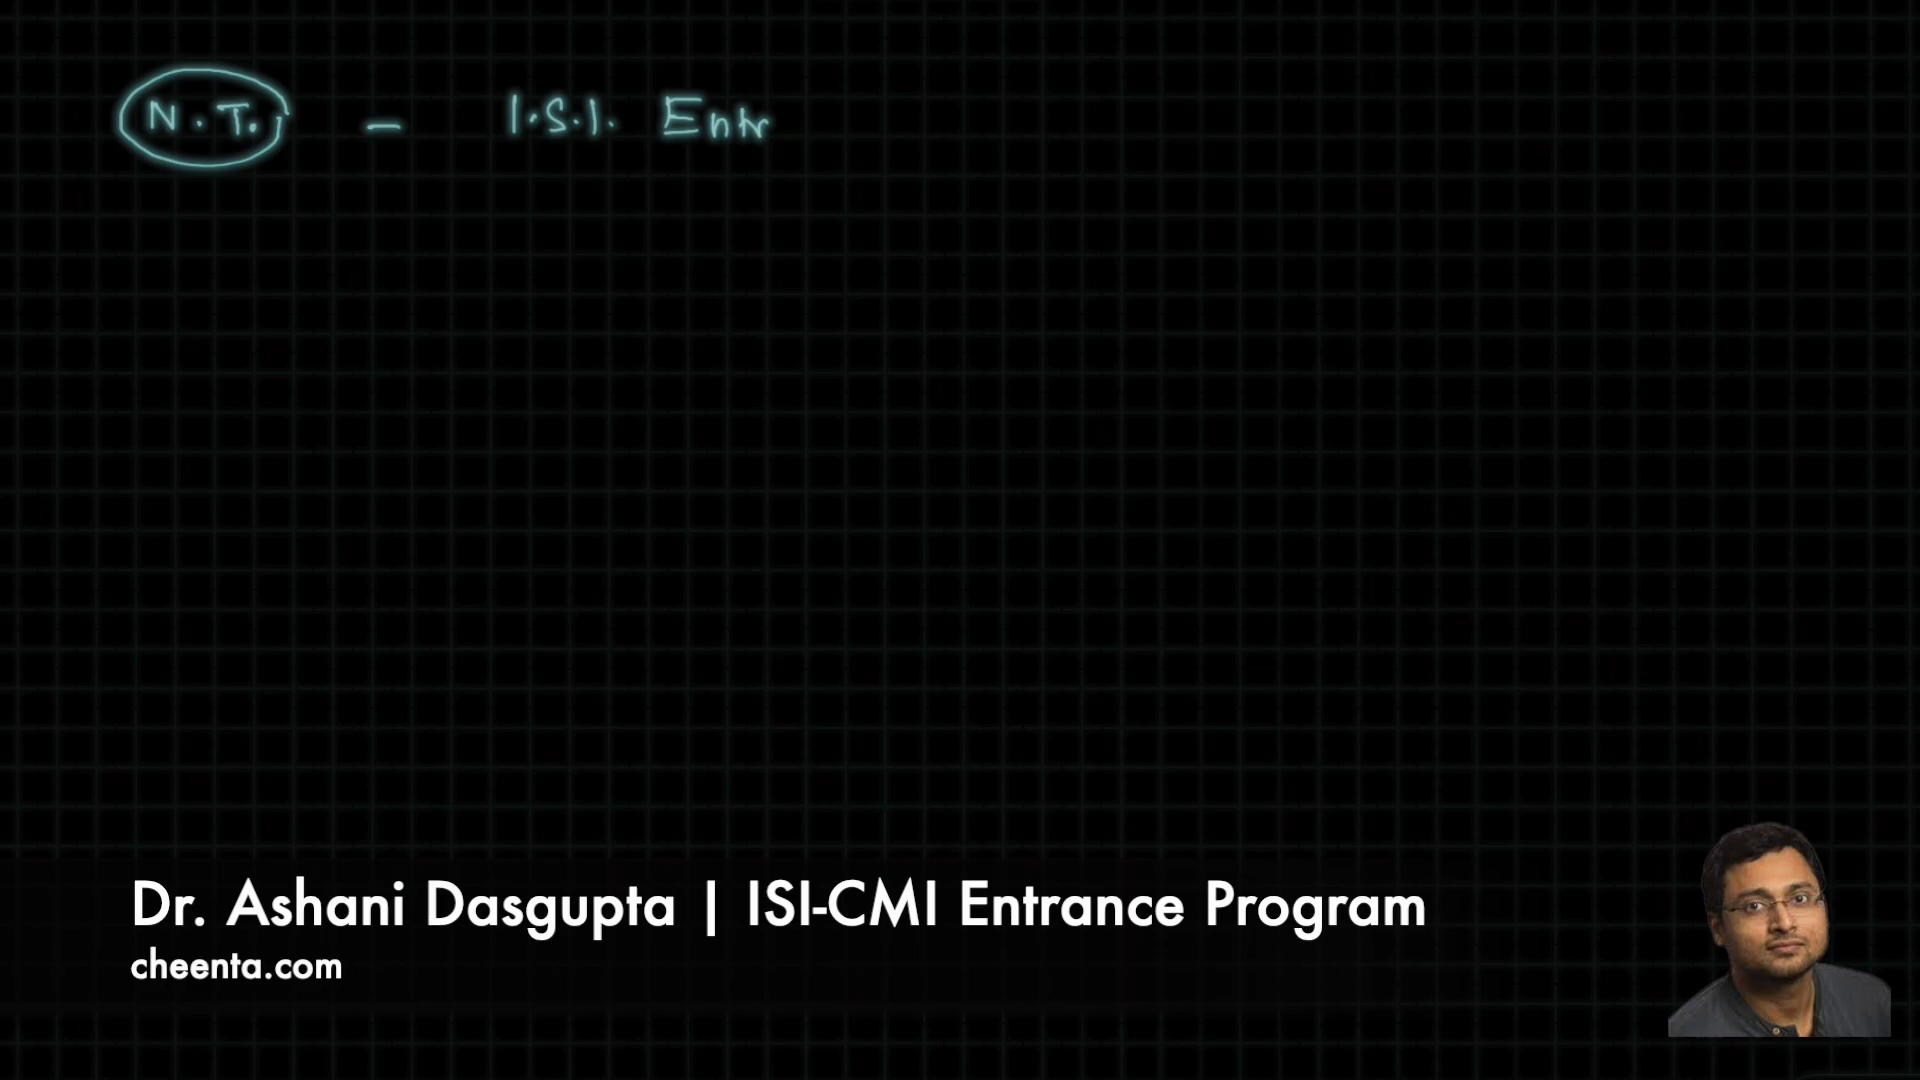 N.T. - I.S.I. Entr
Dr. Ashani Dasgupta | ISI-CMI Entrance Program
cheenta.com